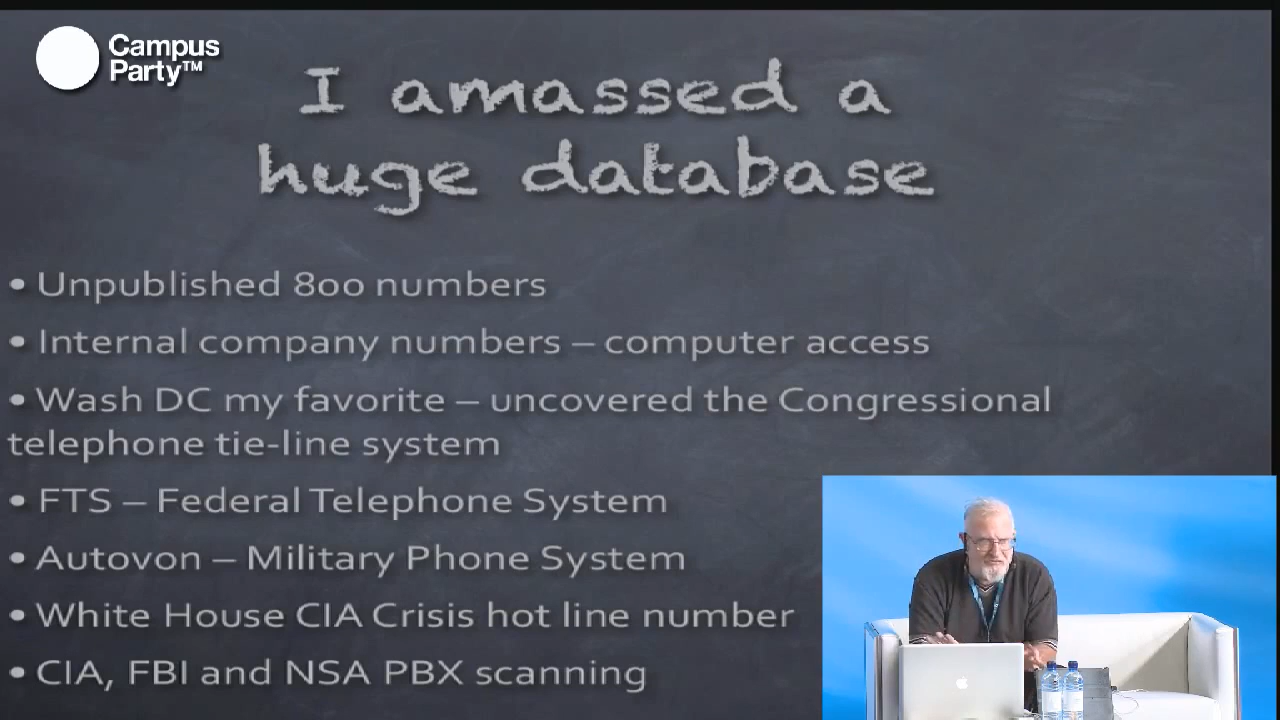 Campus
Party™
I amassed a
huge database
• Unpublished 800 numbers
• Internal company numbers – computer access
• Wash DC my favorite – uncovered the Congressional
telephone tie-line system
• FTS – Federal Telephone System
• Autovon – Military Phone System
• White House CIA Crisis hot line number
• CIA, FBI and NSA PBX scanning